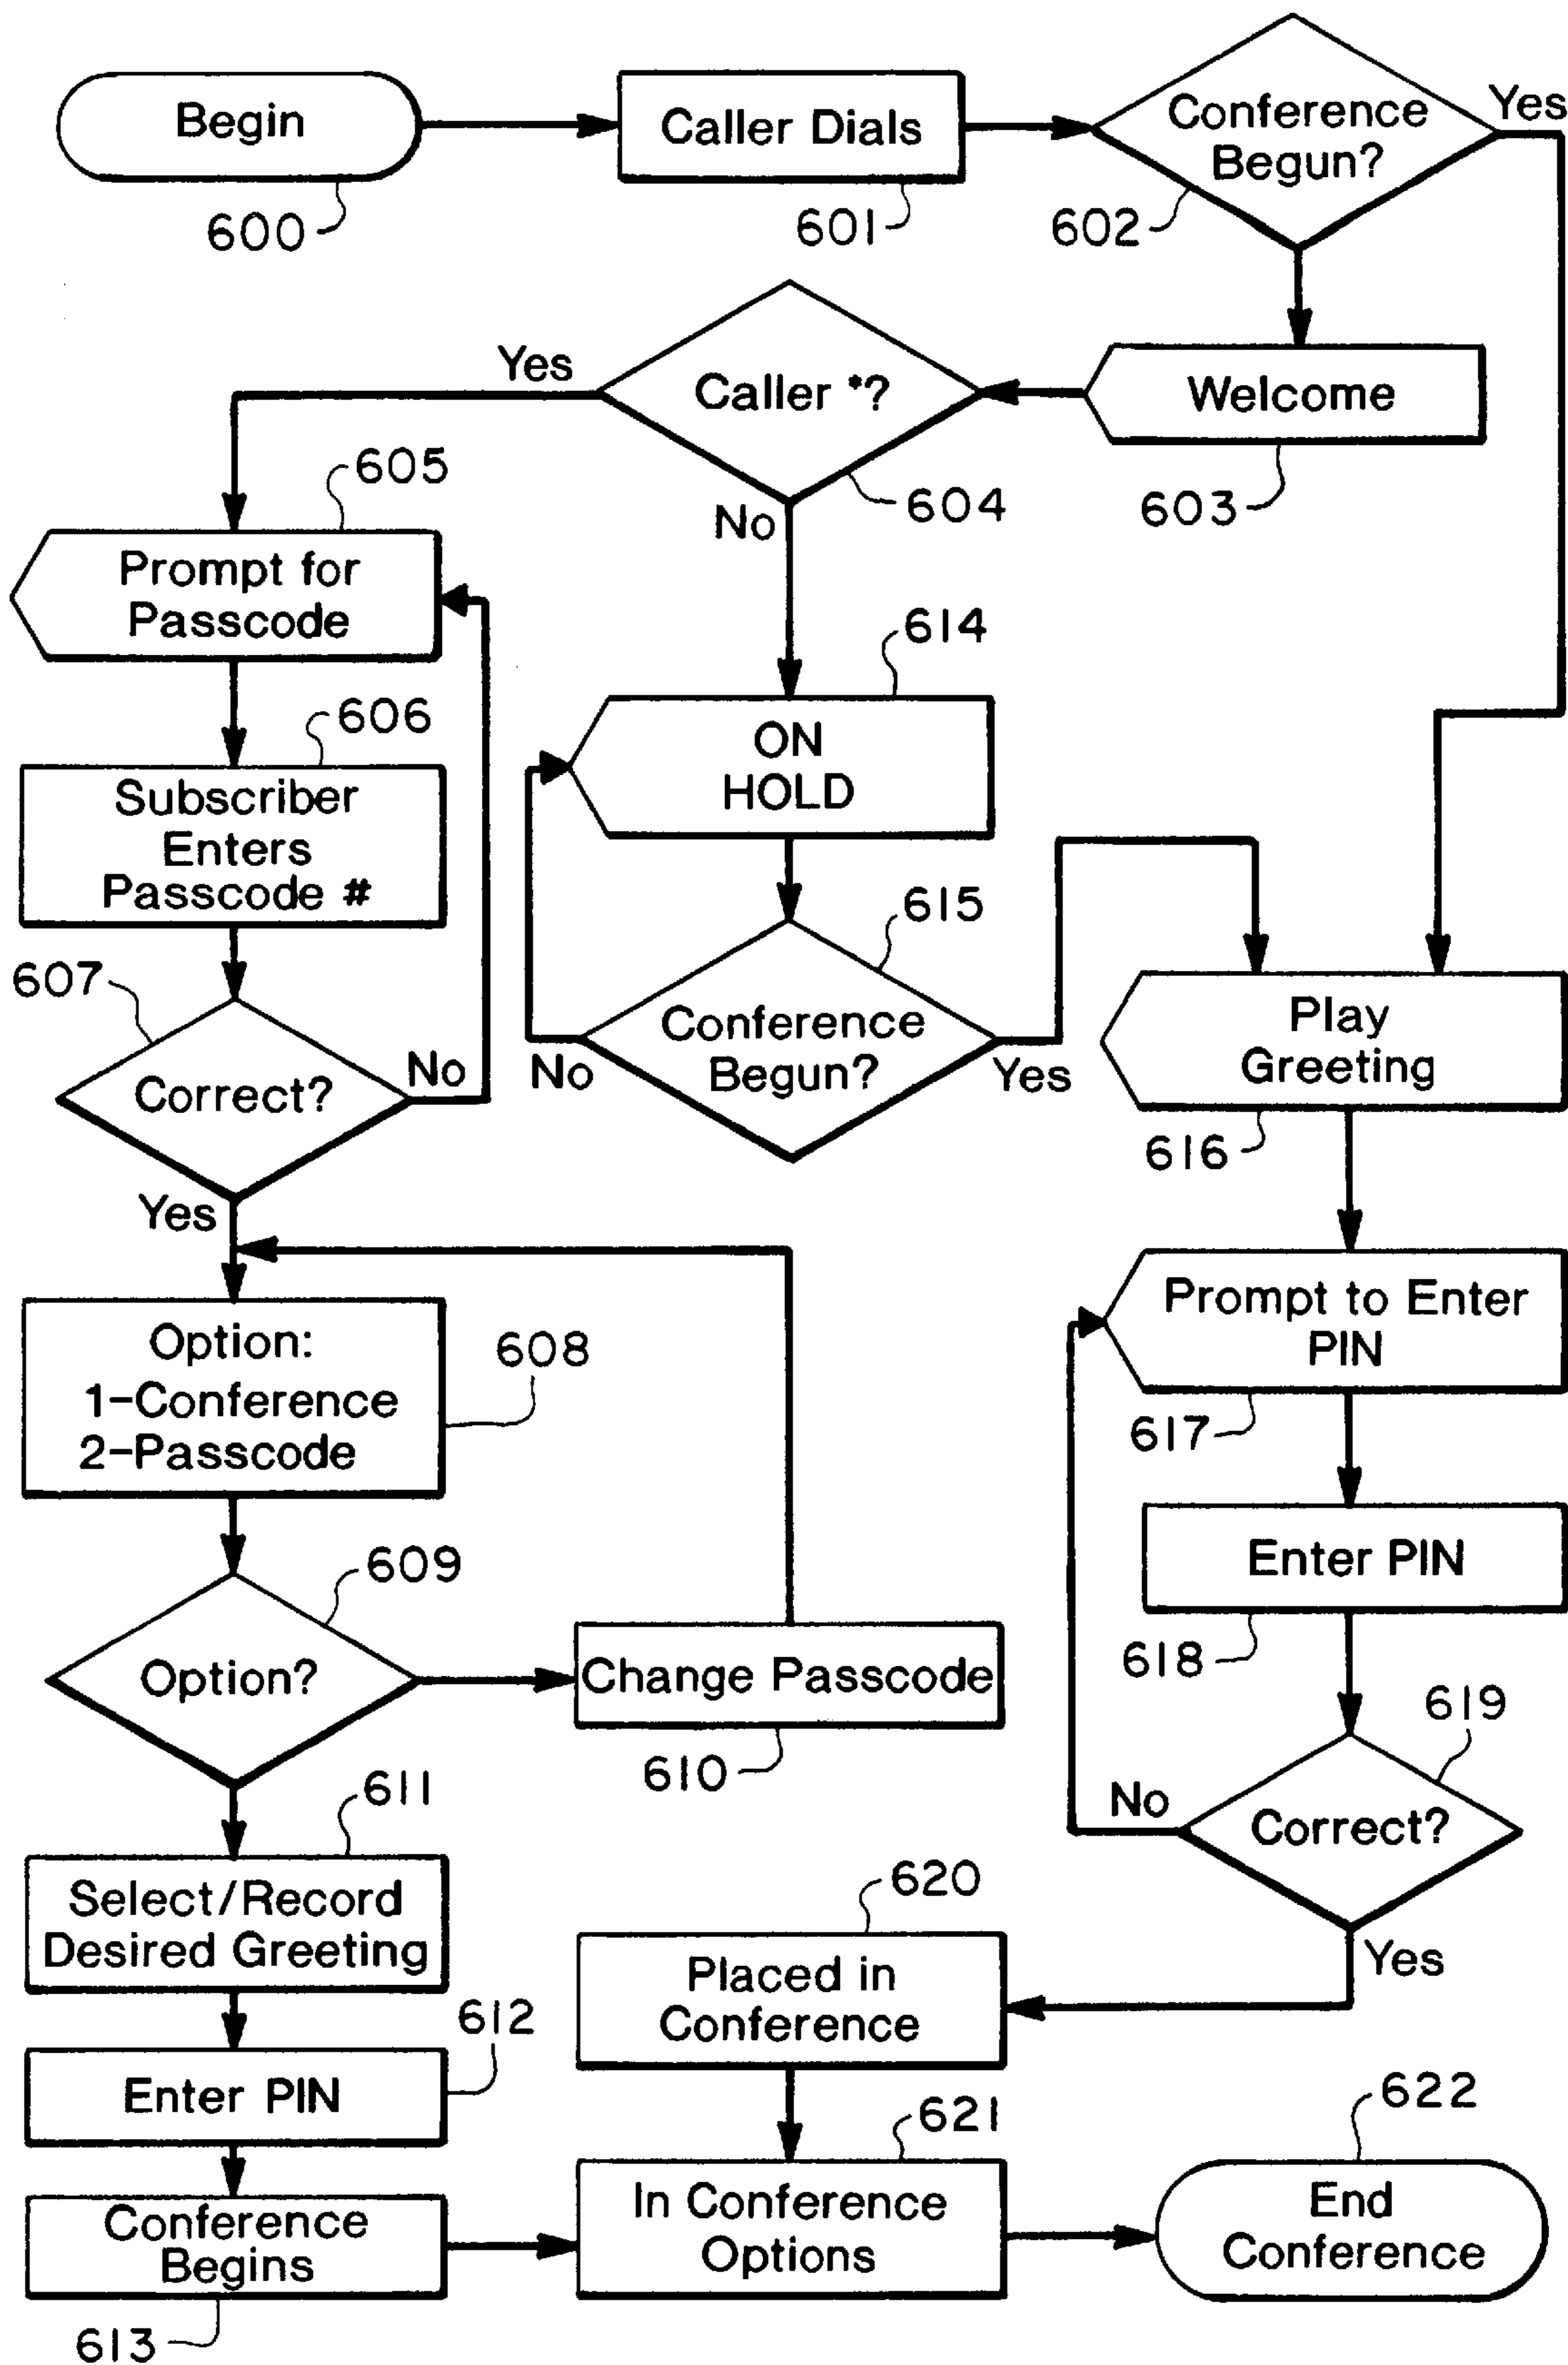 Begin
600
Caller Dials
601
Conference
Begun?
602
Yes
Welcome
603
Caller *?
604
Yes
No
605
Prompt for
Passcode
606
Subscriber
Enters
Passcode #
607
Correct?
No
Yes
614
ON
HOLD
615
Conference
Begun?
No
Yes
Play
Greeting
616
Prompt to Enter
PIN
617
Enter PIN
618
619
Correct?
No
Yes
Option:
1-Conference
2-Passcode
608
609
Option?
Change Passcode
610
611
Select/Record
Desired Greeting
612
Enter PIN
Conference
Begins
613
620
Placed in
Conference
621
In Conference
Options
622
End
Conference